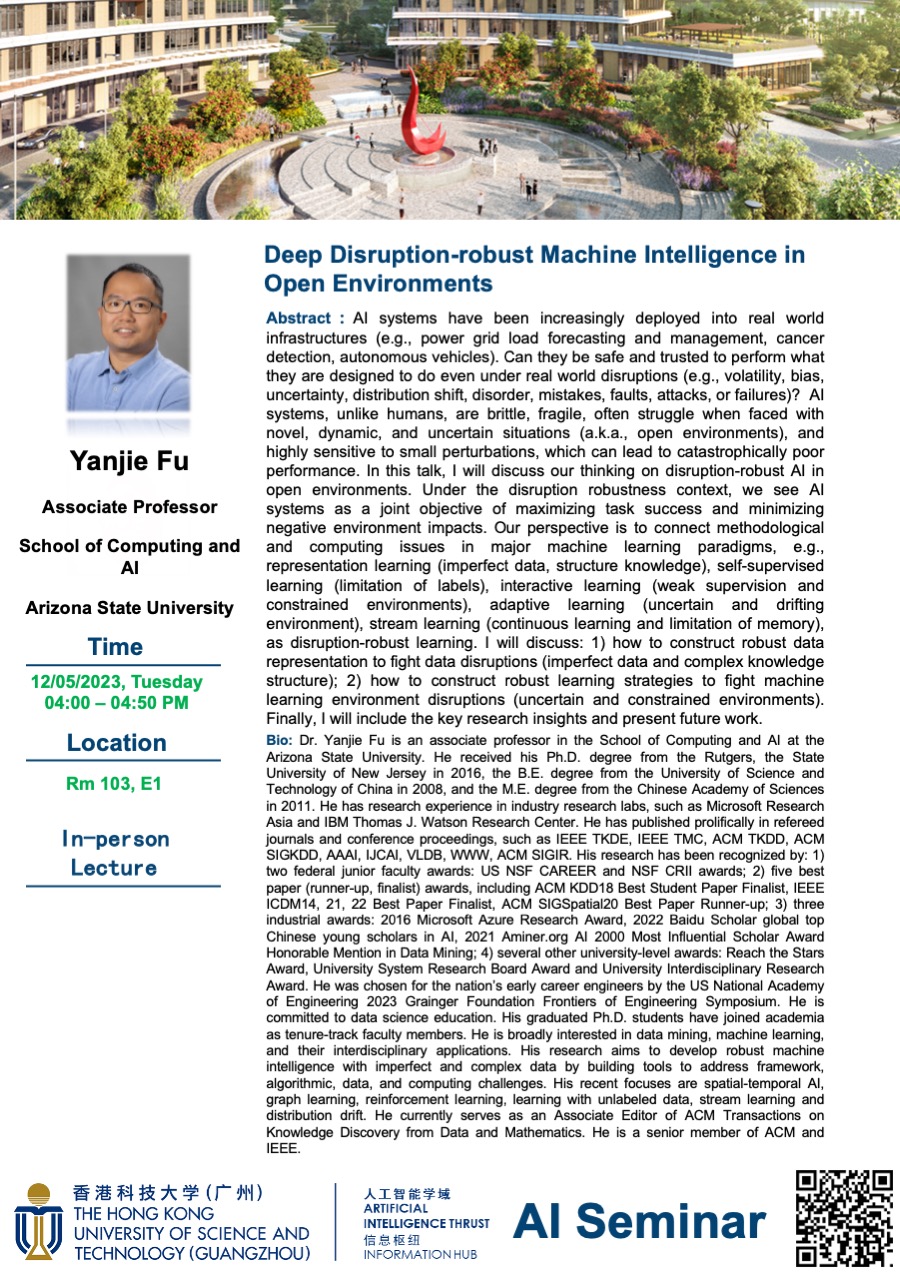 Deep Disruption-robust Machine Intelligence in
Open Environments
Abstract : AI systems have been increasingly deployed into real world
infrastructures (e.g., power grid load forecasting and management, cancer
detection, autonomous vehicles). Can they be safe and trusted to perform what
they are designed to do even under real world disruptions (e.g., volatility, bias,
uncertainty, distribution shift, disorder, mistakes, faults, attacks, or failures)? AI
systems, unlike humans, are brittle, fragile, often struggle when faced with
novel, dynamic, and uncertain situations (a.k.a., open environments), and
highly sensitive to small perturbations, which can lead to catastrophically poor
performance. In this talk, I will discuss our thinking on disruption-robust AI in
open environments. Under the disruption robustness context, we see AI
systems as a joint objective of maximizing task success and minimizing
negative environment impacts. Our perspective is to connect methodological
and computing issues in major machine learning paradigms, e.g.,
representation learning (imperfect data, structure knowledge), self-supervised
learning (limitation of labels), interactive learning (weak supervision and
constrained environments), adaptive learning (uncertain and drifting
environment), stream learning (continuous learning and limitation of memory),
as disruption-robust learning. I will discuss: 1) how to construct robust data
representation to fight data disruptions (imperfect data and complex knowledge
structure); 2) how to construct robust learning strategies to fight machine
learning environment disruptions (uncertain and constrained environments).
Finally, I will include the key research insights and present future work.
Bio: Dr. Yanjie Fu is an associate professor in the School of Computing and AI at the
Arizona State University. He received his Ph.D. degree from the Rutgers, the State
University of New Jersey in 2016, the B.E. degree from the University of Science and
Technology of China in 2008, and the M.E. degree from the Chinese Academy of Sciences
in 2011. He has research experience in industry research labs, such as Microsoft Research
Asia and IBM Thomas J. Watson Research Center. He has published prolifically in refereed
journals and conference proceedings, such as IEEE TKDE, IEEE TMC, ACM TKDD, ACM
SIGKDD, AAAI, IJCAI, VLDB, WWW, ACM SIGIR. His research has been recognized by: 1)
two federal junior faculty awards: US NSF CAREER and NSF CRII awards; 2) five best
paper (runner-up, finalist) awards, including ACM KDD18 Best Student Paper Finalist, IEEE
ICDM14, 21, 22 Best Paper Finalist, ACM SIGSpatial20 Best Paper Runner-up; 3) three
industrial awards: 2016 Microsoft Azure Research Award, 2022 Baidu Scholar global top
Chinese young scholars in AI, 2021 Aminer.org AI 2000 Most Influential Scholar Award
Honorable Mention in Data Mining; 4) several other university-level awards: Reach the Stars
Award, University System Research Board Award and University Interdisciplinary Research
Award. He was chosen for the nation's early career engineers by the US National Academy
of Engineering 2023 Grainger Foundation Frontiers of Engineering Symposium. He is
committed to data science education. His graduated Ph.D. students have joined academia
as tenure-track faculty members. He is broadly interested in data mining, machine learning,
and their interdisciplinary applications. His research aims to develop robust machine
intelligence with imperfect and complex data by building tools to address framework,
algorithmic, data, and computing challenges. His recent focuses are spatial-temporal AI,
graph learning, reinforcement learning, learning with unlabeled data, stream learning and
distribution drift. He currently serves as an Associate Editor of ACM Transactions on
Knowledge Discovery from Data and Mathematics. He is a senior member of ACM and
IEEE.
Yanjie Fu
Associate Professor
School of Computing and
AI
Arizona State University
Time
12/05/2023, Tuesday
04:00 – 04:50 PM
Location
Rm 103, E1
In-person
Lecture
香港科技大学(广州)
THE HONG KONG
UNIVERSITY OF SCIENCE AND
TECHNOLOGY (GUANGZHOU)
人工智能学域
ARTIFICIAL
INTELLIGENCE THRUST
信息枢纽
INFORMATION HUB
AI Seminar